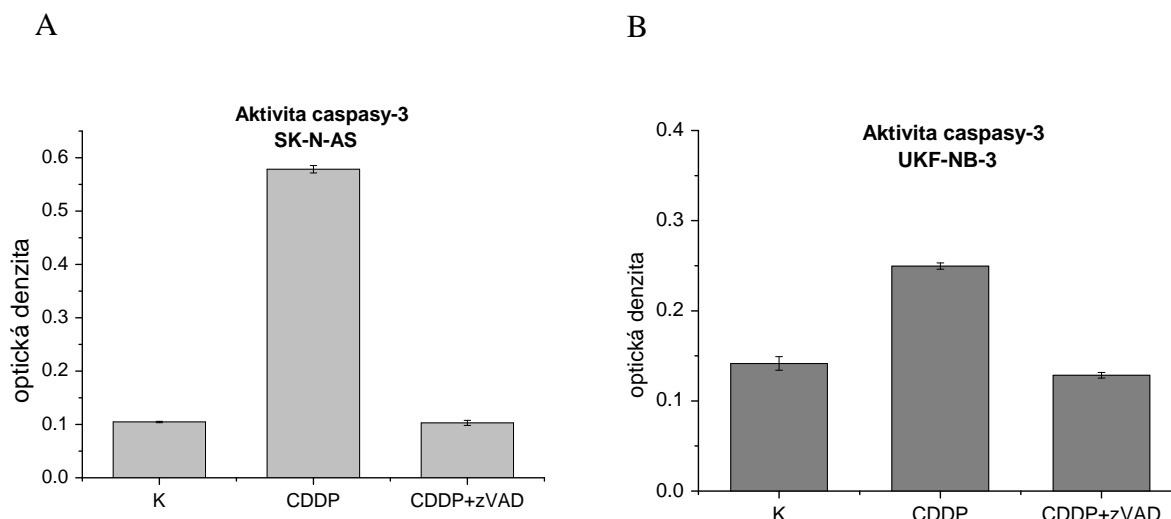 A
Aktivita caspasy-3
SK-N-AS
optická denzita
0.6
0.5
0.4
0.3
0.2
0.1
0.0
K
CDDP
CDDP+zVAD
B
Aktivita caspasy-3
UKF-NB-3
optická denzita
0.4
0.3
0.2
0.1
0.0
K
CDDP
CDDP+zVAD